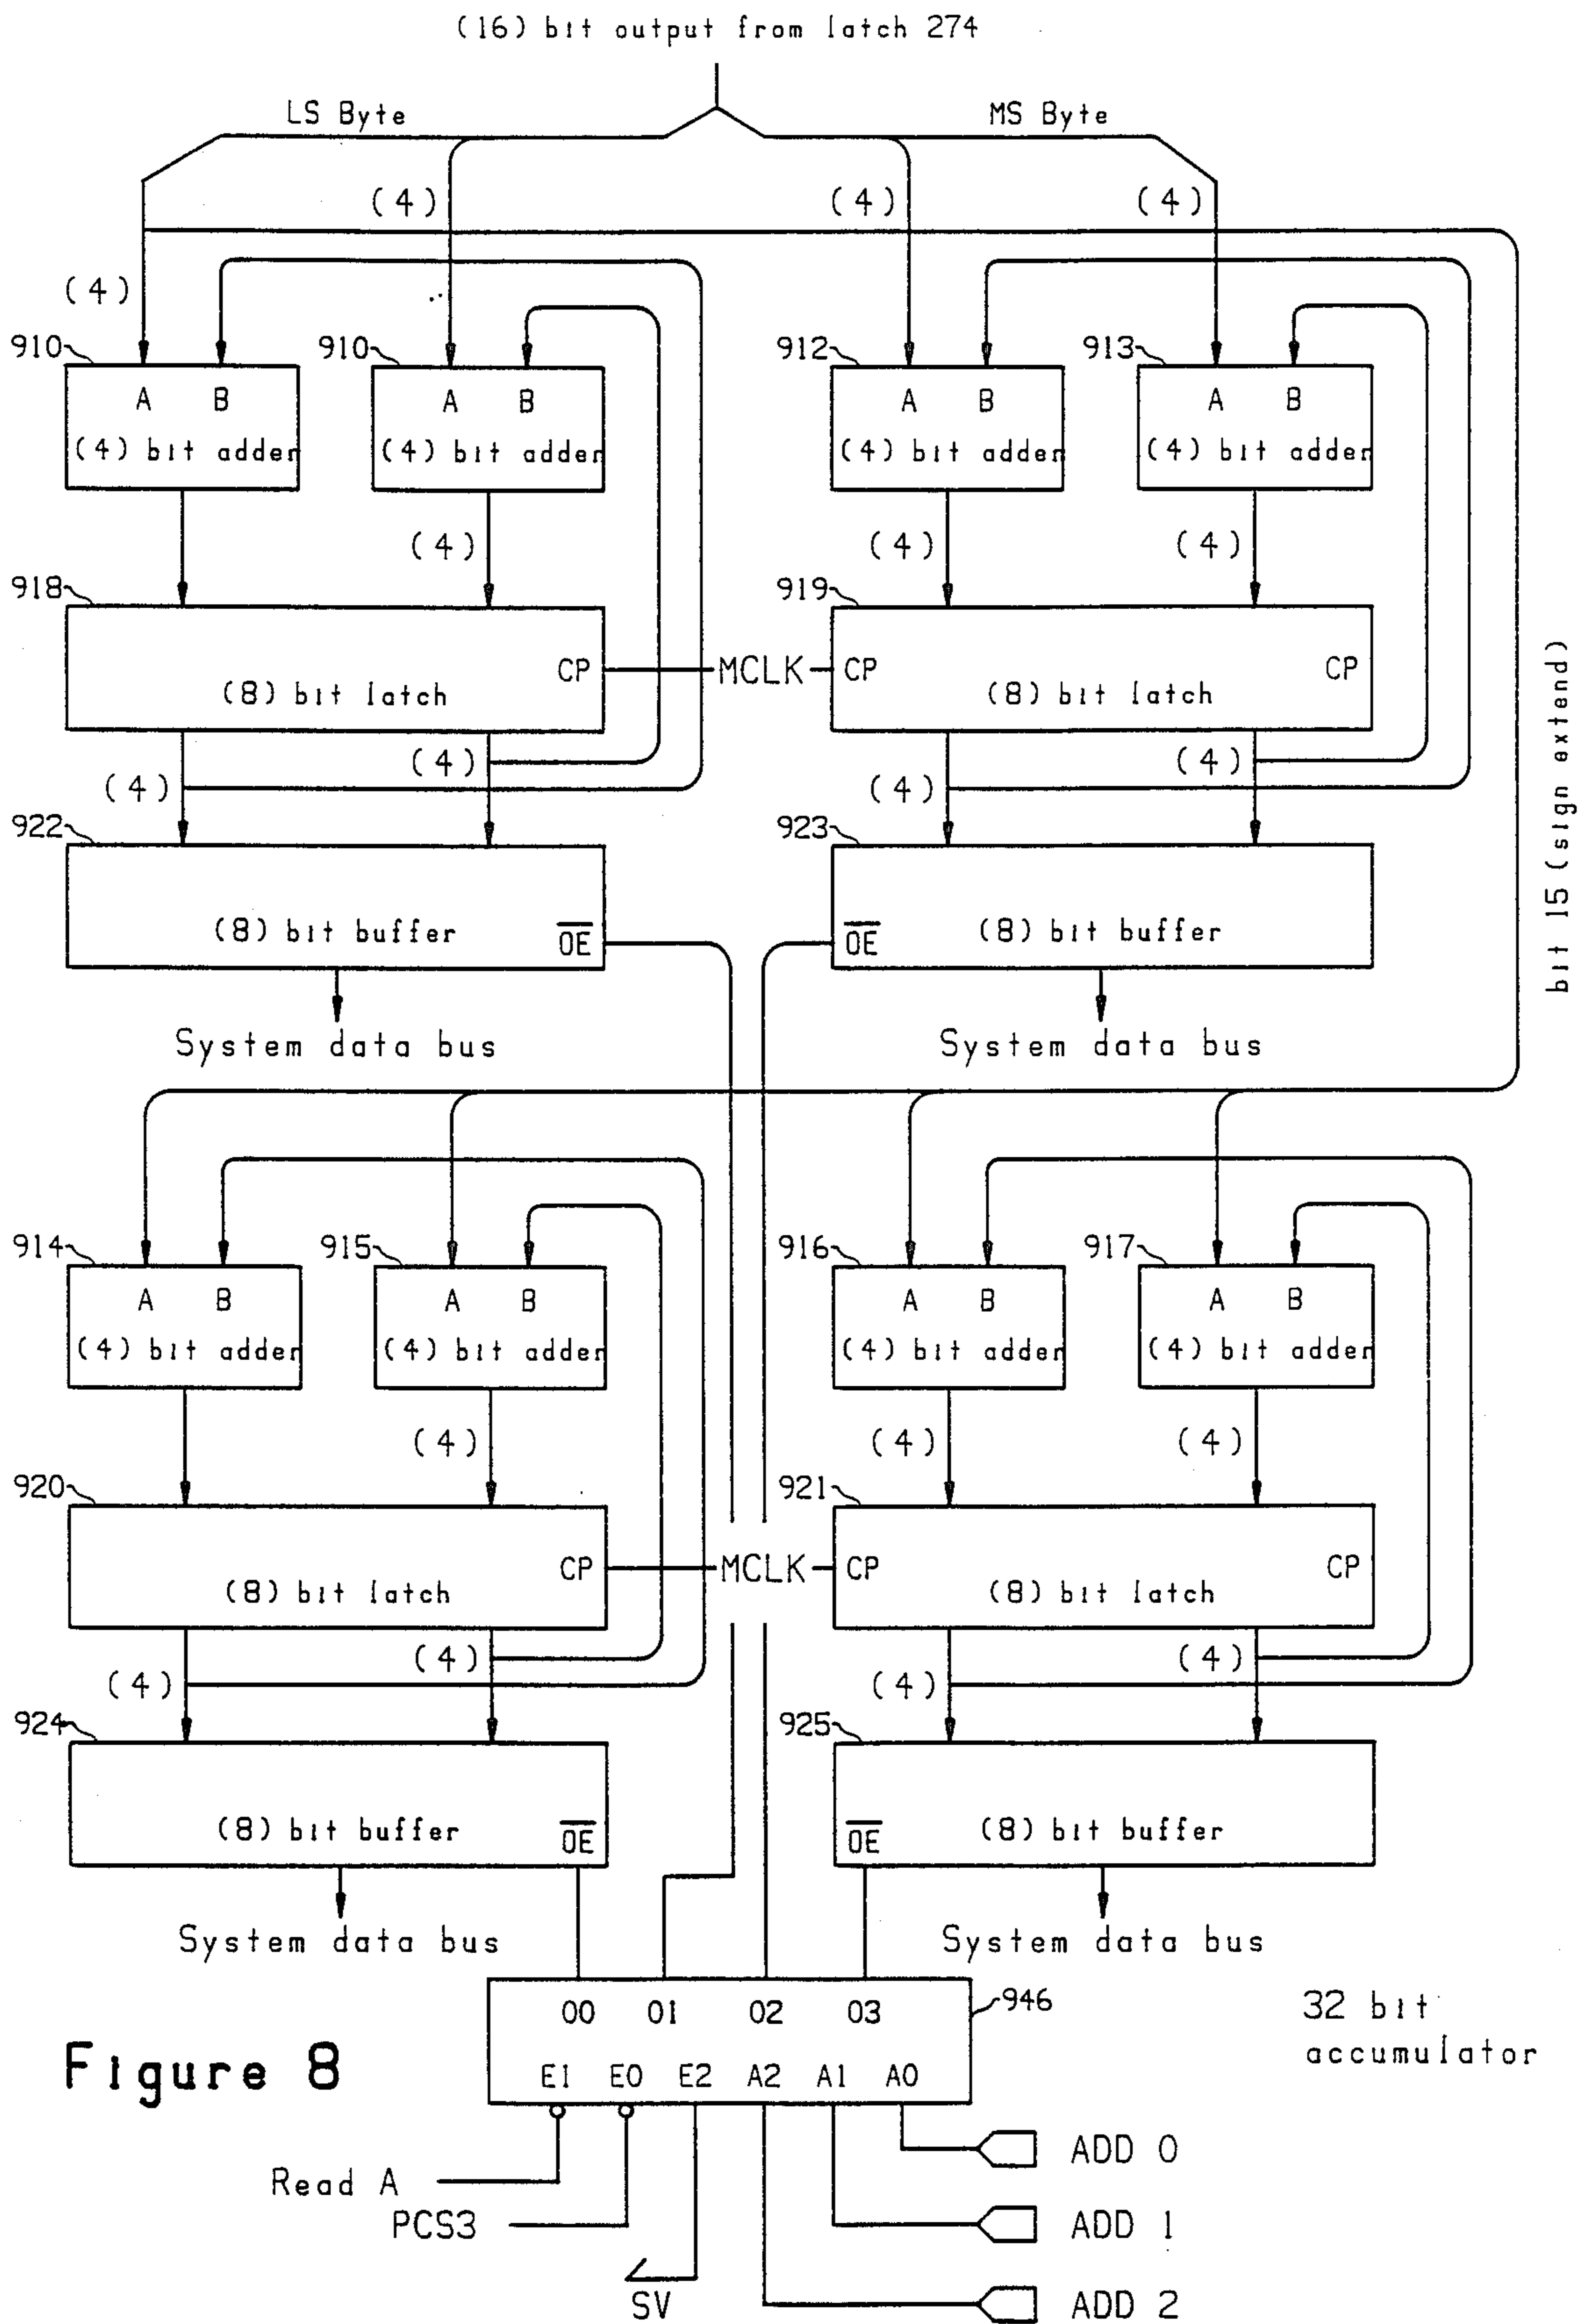 (16) bit output from latch 274
LS Byte MS Byte
(4) (4) (4)
(4)
910 910 912 913
A B A B A B A B
(4) bit adder (4) bit adder (4) bit adder (4) bit adder
(4) (4) (4)
918 919
CP MCLK CP CP
(8) bit latch (8) bit latch
bit 15 (sign extend)
(4) (4)
(4) (4)
922 923
(8) bit buffer OE OE (8) bit buffer
System data bus System data bus
914 915 916 917
A B A B A B A B
(4) bit adder (4) bit adder (4) bit adder (4) bit adder
(4) (4) (4)
920 921
CP MCLK CP CP
(8) bit latch (8) bit latch
(4) (4)
(4) (4)
924 925
(8) bit buffer OE OE (8) bit buffer
System data bus System data bus
O0 O1 O2 O3 946
32 bit
accumulator
Figure 8
E1 E0 E2 A2 A1 A0
ADD 0
Read A
PCS3 ADD 1
SV ADD 2